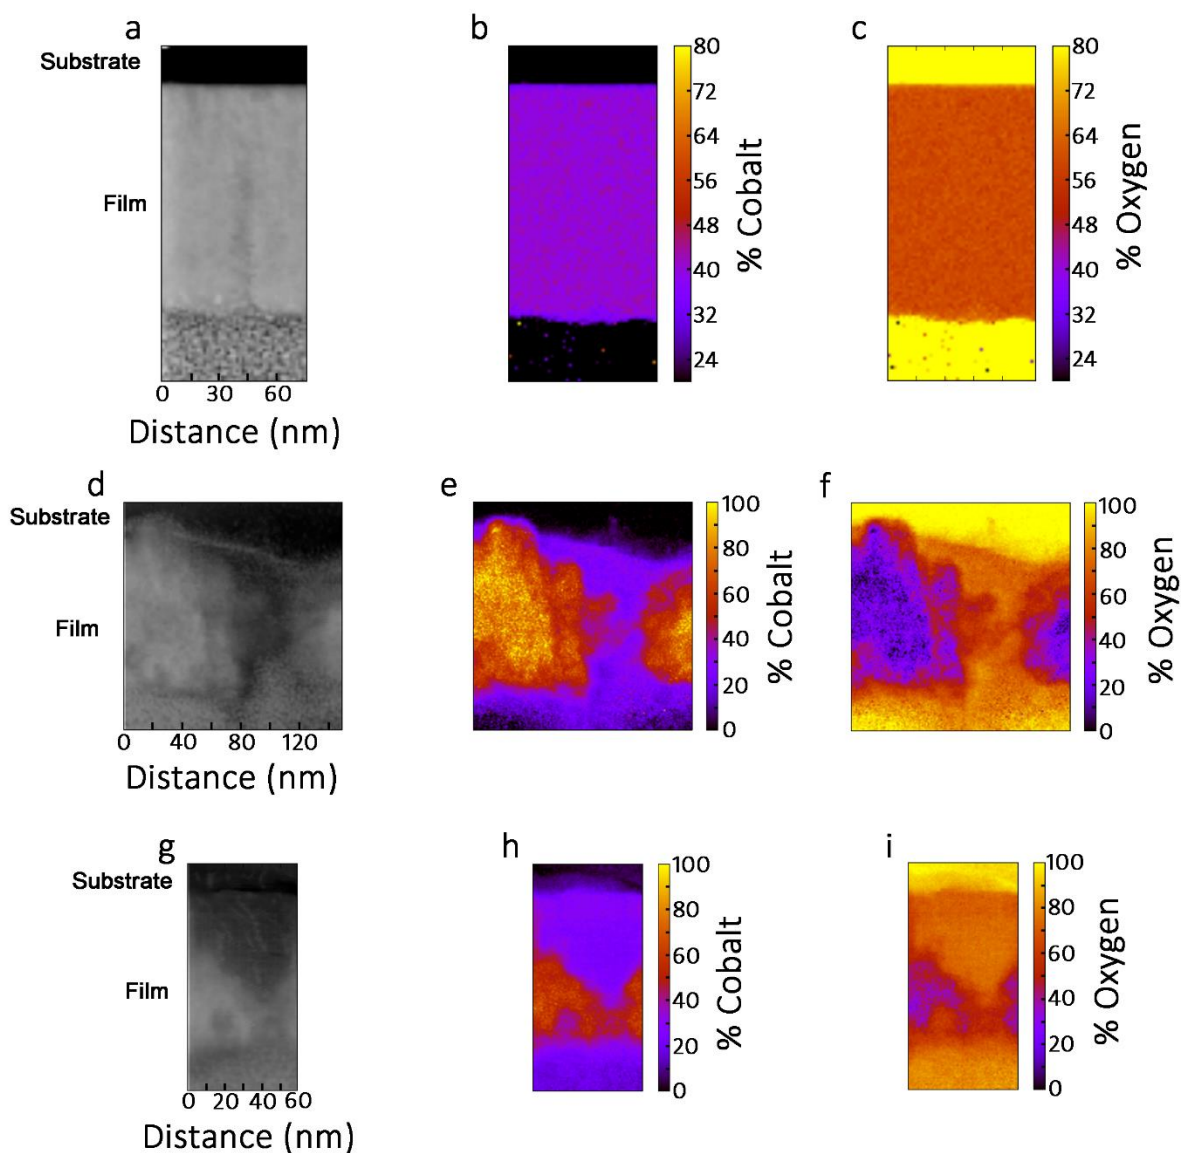 a
b
c
Substrate
Film
0 30 60
Distance (nm)
80
72
64
56
48
40
32
24
% Cobalt
80
72
64
56
48
40
32
24
% Oxygen
d
e
f
Substrate
Film
0 40 80 120
Distance (nm)
100
80
60
40
20
0
% Cobalt
100
80
60
40
20
0
% Oxygen
g
h
i
Substrate
Film
0 20 40 60
Distance (nm)
100
80
60
40
20
0
% Cobalt
100
80
60
40
20
0
% Oxygen